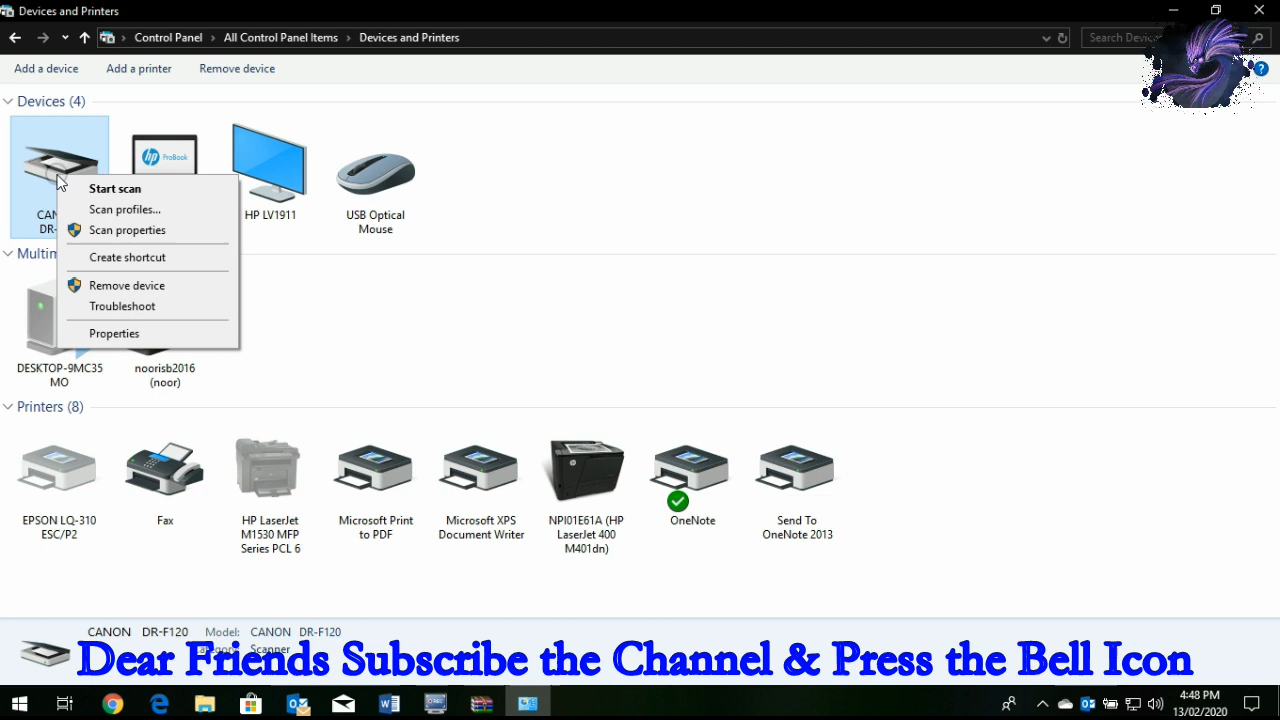 Devices and Printers
Control Panel > All Control Panel Items > Devices and Printers
Add a device
Add a printer
Remove device
?
Devices (4)
hp ProBook
CAN
DR-
HP LV1911
USB Optical
Mouse
Start scan
Scan profiles...
Scan properties
Create shortcut
Remove device
Troubleshoot
Properties
Multim
DESKTOP-9MC35
MO
noorisb2016
(noor)
Printers (8)
EPSON LQ-310
ESC/P2
Fax
HP LaserJet
M1530 MFP
Series PCL 6
Microsoft Print
to PDF
Microsoft XPS
Document Writer
NPI01E61A (HP
LaserJet 400
M401dn)
OneNote
Send To
OneNote 2013
CANON DR-F120 Model: CANON DR-F120
Scanner
Dear Friends Subscribe the Channel & Press the Bell Icon
4:48 PM
13/02/2020